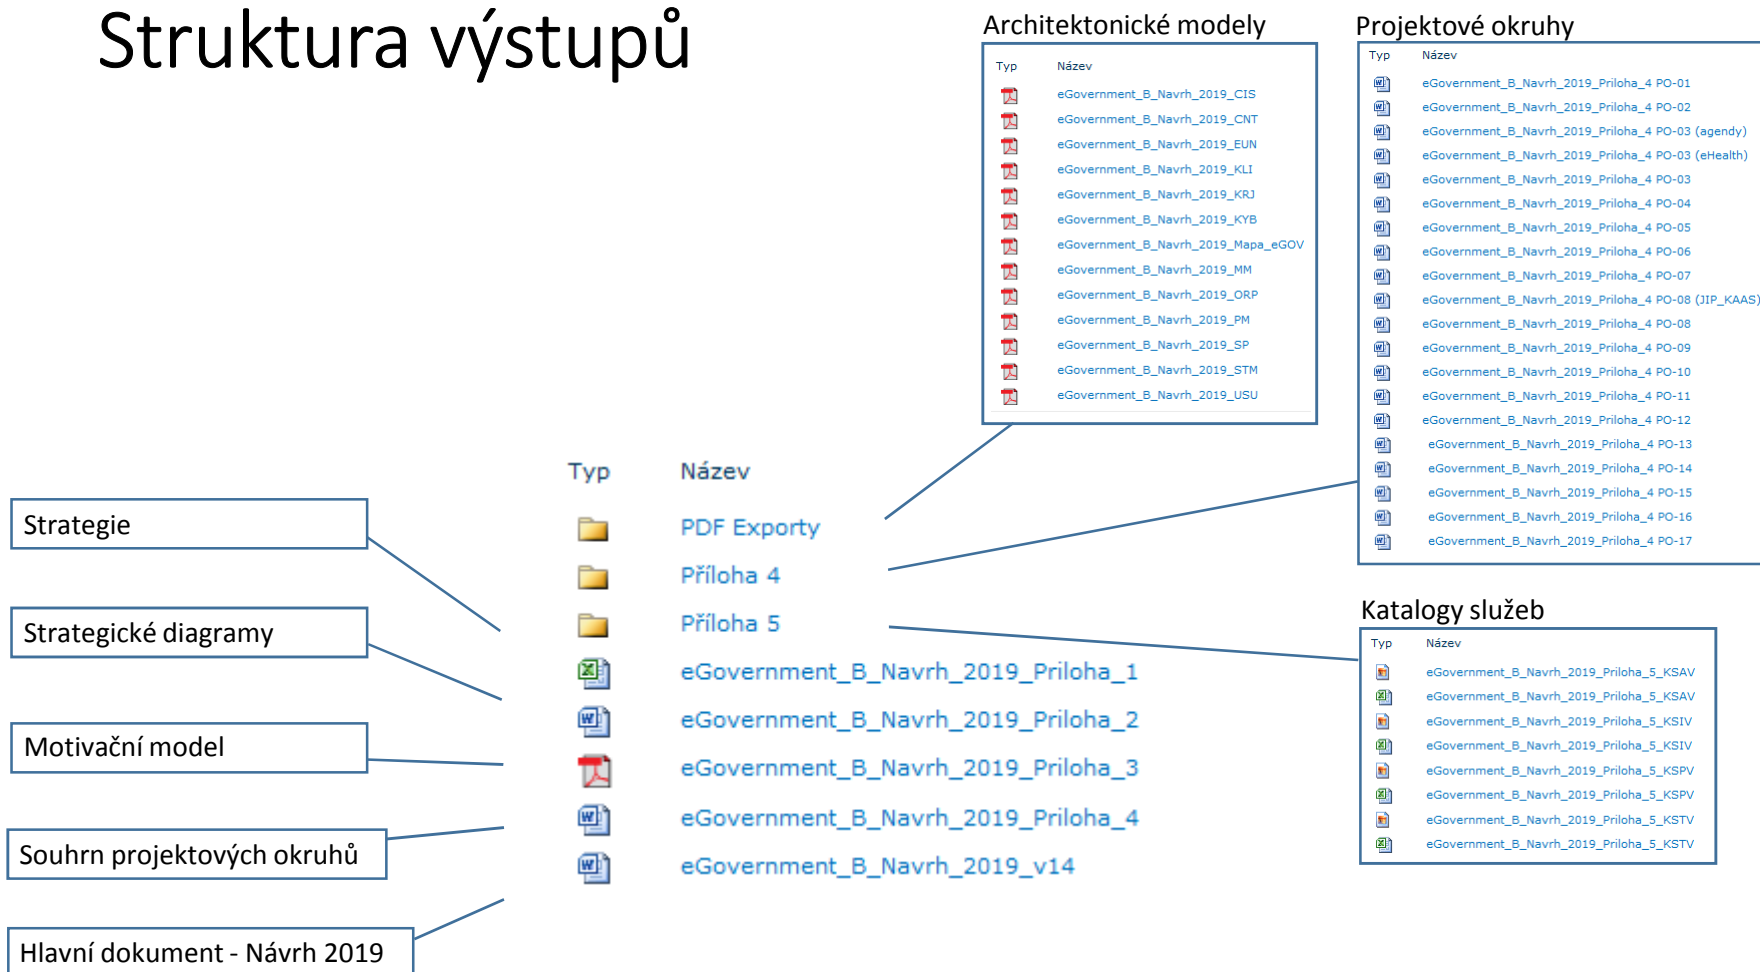 Struktura výstupů
Architektonické modely
Typ Název
eGovernment_B_Navrh_2019_CIS
eGovernment_B_Navrh_2019_CNT
eGovernment_B_Navrh_2019_EUN
eGovernment_B_Navrh_2019_KLI
eGovernment_B_Navrh_2019_KRJ
eGovernment_B_Navrh_2019_KYB
eGovernment_B_Navrh_2019_Mapa_eGOV
eGovernment_B_Navrh_2019_MM
eGovernment_B_Navrh_2019_ORP
eGovernment_B_Navrh_2019_PM
eGovernment_B_Navrh_2019_SP
eGovernment_B_Navrh_2019_STM
eGovernment_B_Navrh_2019_USU
Projektové okruhy
Typ Název
eGovernment_B_Navrh_2019_Priloha_4 PO-01
eGovernment_B_Navrh_2019_Priloha_4 PO-02
eGovernment_B_Navrh_2019_Priloha_4 PO-03 (agendy)
eGovernment_B_Navrh_2019_Priloha_4 PO-03 (eHealth)
eGovernment_B_Navrh_2019_Priloha_4 PO-03
eGovernment_B_Navrh_2019_Priloha_4 PO-04
eGovernment_B_Navrh_2019_Priloha_4 PO-05
eGovernment_B_Navrh_2019_Priloha_4 PO-06
eGovernment_B_Navrh_2019_Priloha_4 PO-07
eGovernment_B_Navrh_2019_Priloha_4 PO-08 (JIP_KAAS)
eGovernment_B_Navrh_2019_Priloha_4 PO-08
eGovernment_B_Navrh_2019_Priloha_4 PO-09
eGovernment_B_Navrh_2019_Priloha_4 PO-10
eGovernment_B_Navrh_2019_Priloha_4 PO-11
eGovernment_B_Navrh_2019_Priloha_4 PO-12
eGovernment_B_Navrh_2019_Priloha_4 PO-13
eGovernment_B_Navrh_2019_Priloha_4 PO-14
eGovernment_B_Navrh_2019_Priloha_4 PO-15
eGovernment_B_Navrh_2019_Priloha_4 PO-16
eGovernment_B_Navrh_2019_Priloha_4 PO-17
Strategie
Strategické diagramy
Motivační model
Souhrn projektových okruhů
Hlavní dokument - Návrh 2019
Typ Název
PDF Exporty
Příloha 4
Příloha 5
eGovernment_B_Navrh_2019_Priloha_1
eGovernment_B_Navrh_2019_Priloha_2
eGovernment_B_Navrh_2019_Priloha_3
eGovernment_B_Navrh_2019_Priloha_4
eGovernment_B_Navrh_2019_v14
Katalogy služeb
Typ Název
eGovernment_B_Navrh_2019_Priloha_5_KSAV
eGovernment_B_Navrh_2019_Priloha_5_KSAV
eGovernment_B_Navrh_2019_Priloha_5_KSIV
eGovernment_B_Navrh_2019_Priloha_5_KSIV
eGovernment_B_Navrh_2019_Priloha_5_KSPV
eGovernment_B_Navrh_2019_Priloha_5_KSPV
eGovernment_B_Navrh_2019_Priloha_5_KSTV
eGovernment_B_Navrh_2019_Priloha_5_KSTV